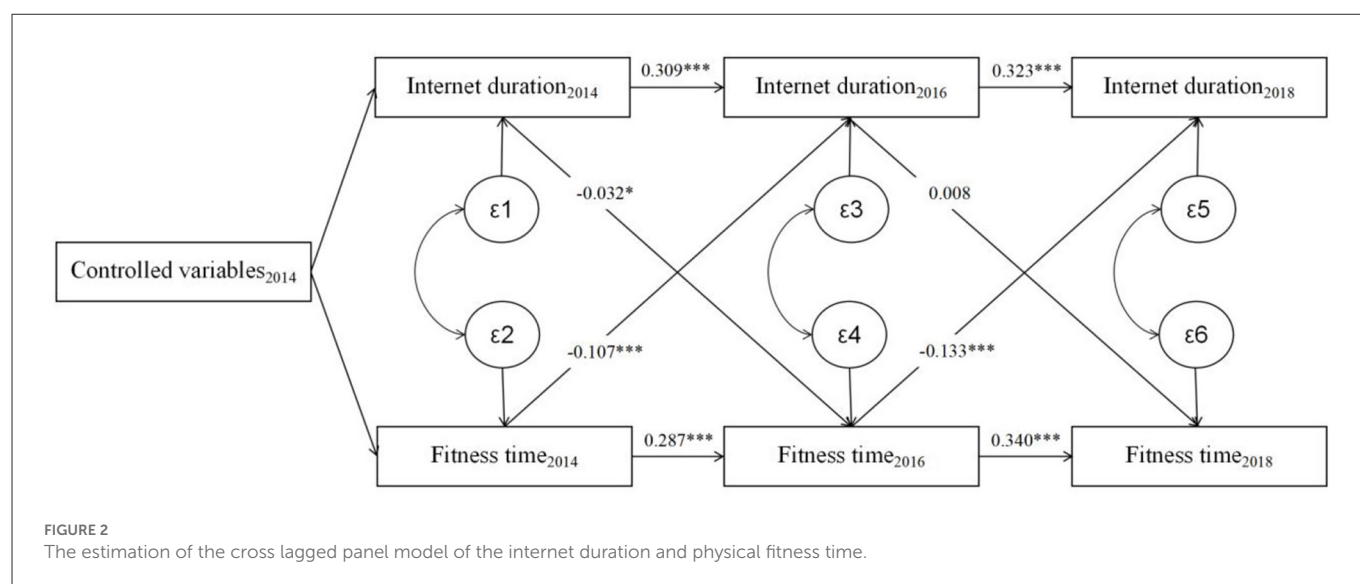 0.309***
0.323***
Internet duration2014
Internet duration2016
Internet duration2018
-0.032*
0.008
ε1
ε3
ε5
Controlled variables2014
ε2
ε4
ε6
-0.107***
-0.133***
0.287***
0.340***
Fitness time2014
Fitness time2016
Fitness time2018
FIGURE 2
The estimation of the cross lagged panel model of the internet duration and physical fitness time.